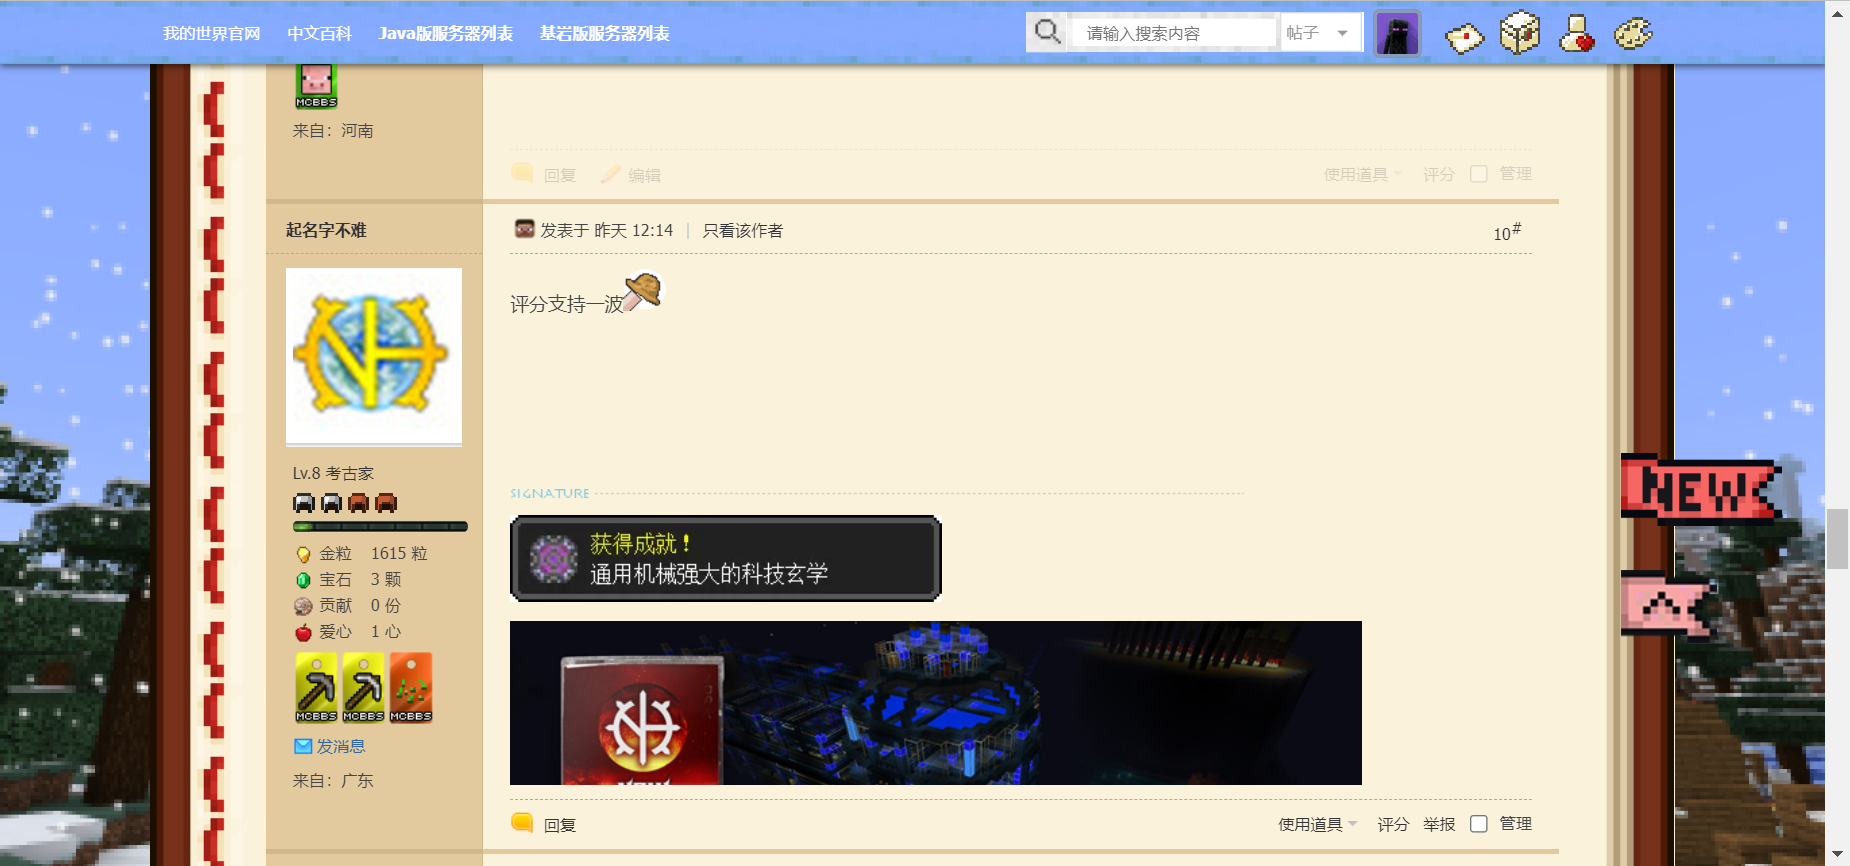 我的世界官网 中文百科 Java版服务器列表 基岩版服务器列表 请输入搜索内容 帖子
MCBBS
来自：河南
回复 编辑 使用道具 评分 管理
起名字不难 发表于 昨天 12:14 | 只看该作者 10#
评分支持一波
Lv.8 考古家
金粒 1615 粒
宝石 3 颗
贡献 0 份
爱心 1 心
MCBBS MCBBS MCBBS
发消息
来自：广东
SIGNATURE
获得成就！
通用机械强大的科技玄学
NEW
回复 使用道具 评分 举报 管理